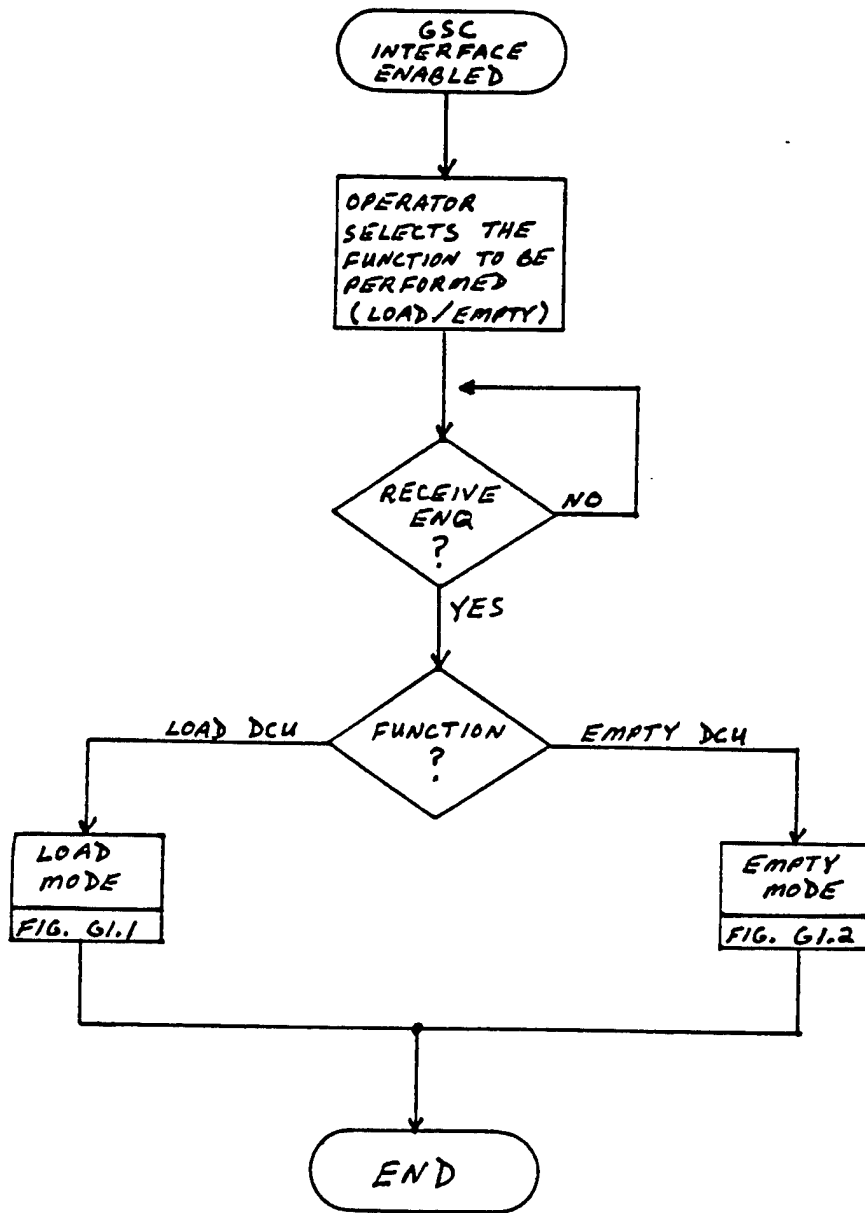 GSC
INTERFACE
ENABLED
OPERATOR
SELECTS THE
FUNCTION TO BE
PERFORMED
(LOAD/EMPTY)
RECEIVE
ENQ
?
NO
YES
LOAD DCU
FUNCTION
?
EMPTY DCU
LOAD
MODE
FIG. G1.1
EMPTY
MODE
FIG. G1.2
END